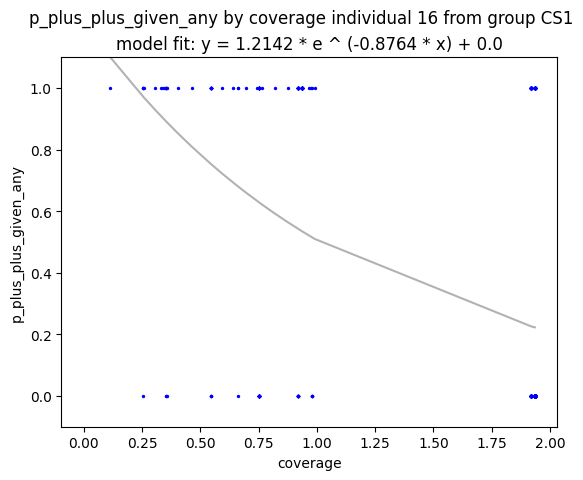 p_plus_plus_given_any by coverage individual 16 from group CS1
model fit: y = 1.2142 * e ^ (-0.8764 * x) + 0.0
1.0
0.8
0.6
0.4
0.2
0.0
p_plus_plus_given_any
0.00 0.25 0.50 0.75 1.00 1.25 1.50 1.75 2.00
coverage